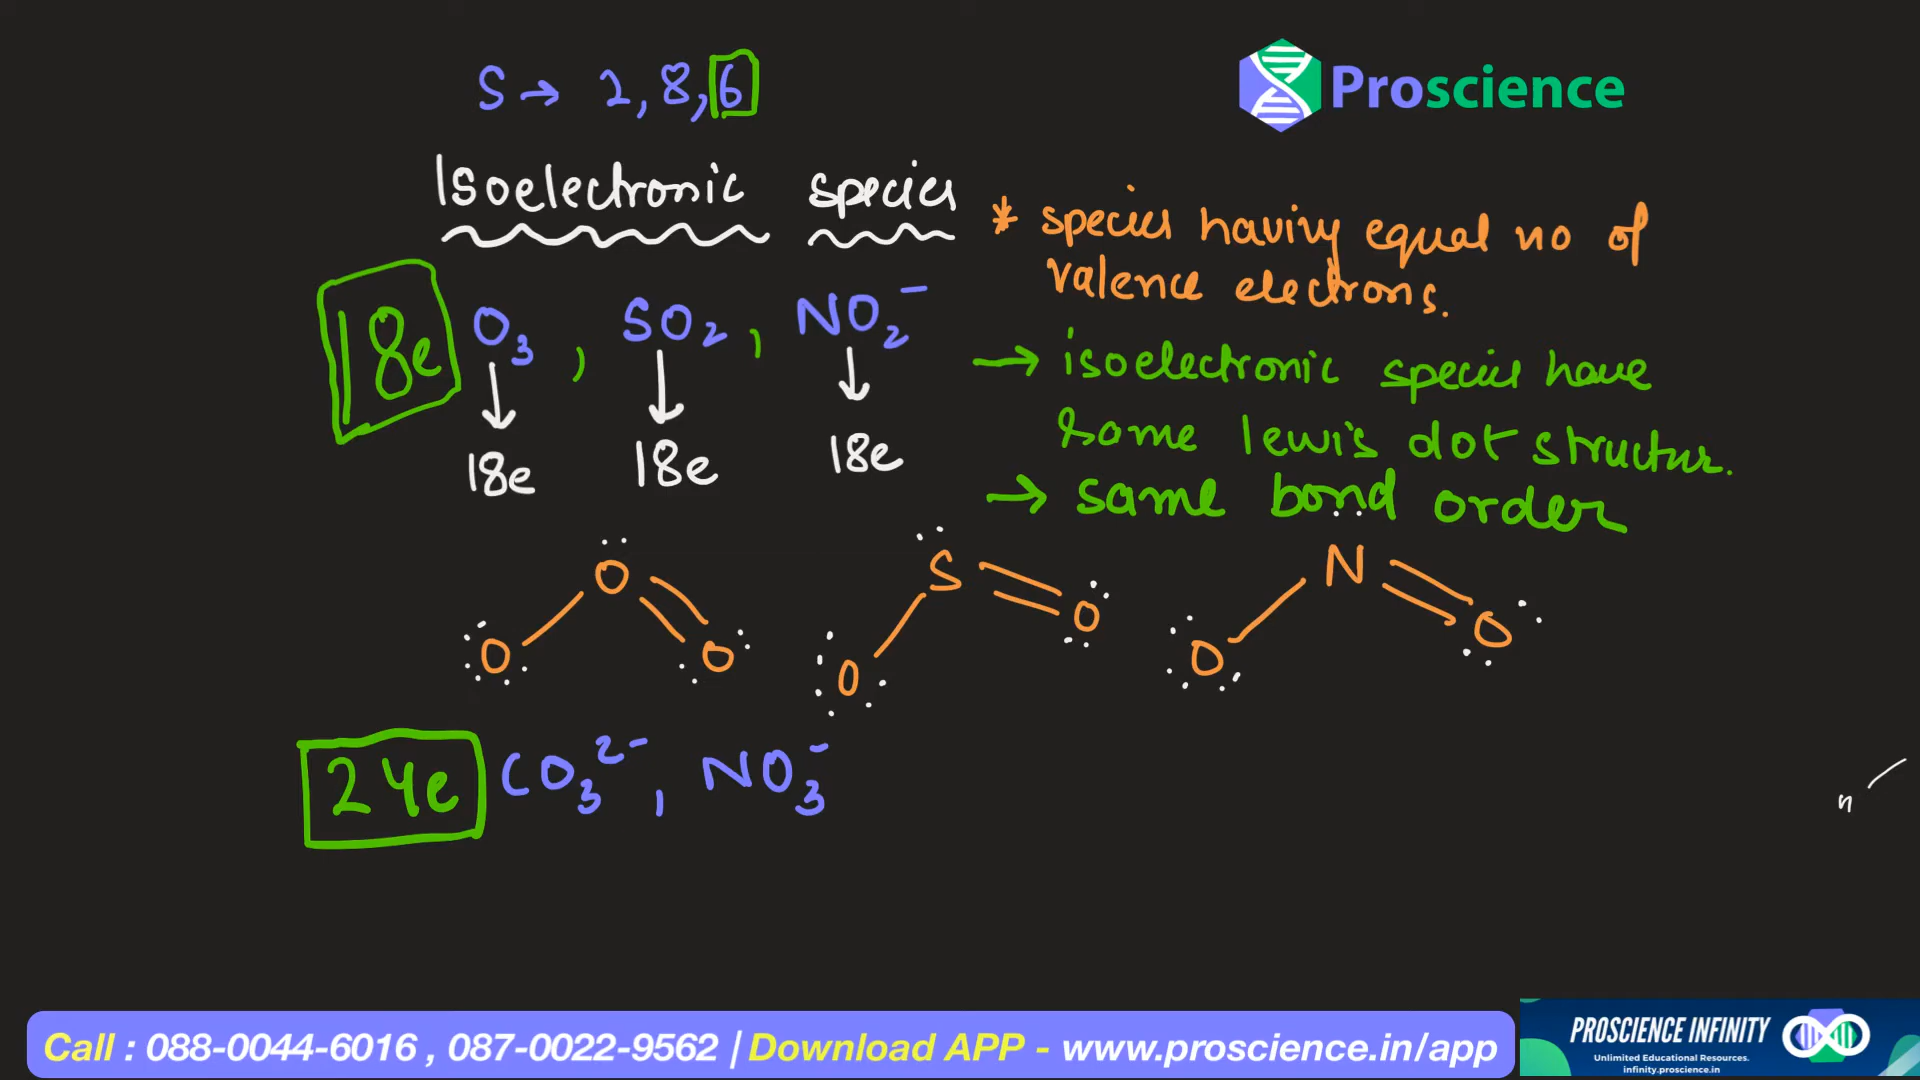 S → 2, 8, 6
Proscience
Isoelectronic species
* species having equal no of
valence electrons.
18e O₃, SO₂, NO₂⁻
→ isoelectronic species have
18e 18e 18e
same lewis dot structur.
→ same bond order
O S N
O O O O O O
24e CO₃²⁻, NO₃⁻
Call : 088-0044-6016 , 087-0022-9562 | Download APP - www.proscience.in/app
PROSCIENCE INFINITY
Unlimited Educational Resources.
infinity.proscience.in